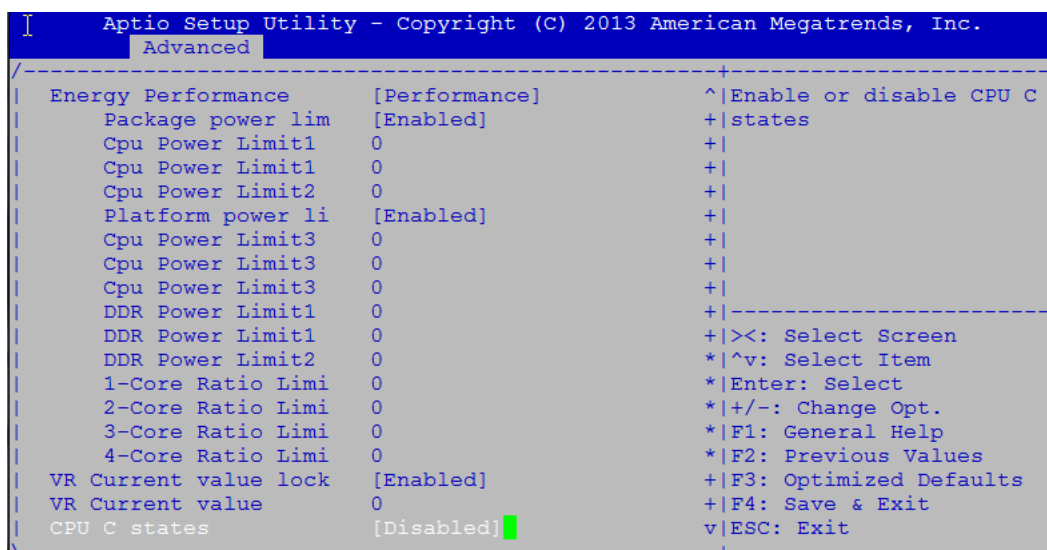 Aptio Setup Utility - Copyright (C) 2013 American Megatrends, Inc.
Advanced
/----------------------------------------------------+------------------------
| Energy Performance [Performance] ^|Enable or disable CPU C
| Package power lim [Enabled] +|states
| Cpu Power Limit1 0 +|
| Cpu Power Limit1 0 +|
| Cpu Power Limit2 0 +|
| Platform power li [Enabled] +|
| Cpu Power Limit3 0 +|
| Cpu Power Limit3 0 +|
| Cpu Power Limit3 0 +|
| DDR Power Limit1 0 +|------------------------
| DDR Power Limit1 0 +|><: Select Screen
| DDR Power Limit2 0 *|^v: Select Item
| 1-Core Ratio Limi 0 *|Enter: Select
| 2-Core Ratio Limi 0 *|+/-: Change Opt.
| 3-Core Ratio Limi 0 *|F1: General Help
| 4-Core Ratio Limi 0 *|F2: Previous Values
| VR Current value lock [Enabled] +|F3: Optimized Defaults
| VR Current value 0 +|F4: Save & Exit
| CPU C states [Disabled] v|ESC: Exit